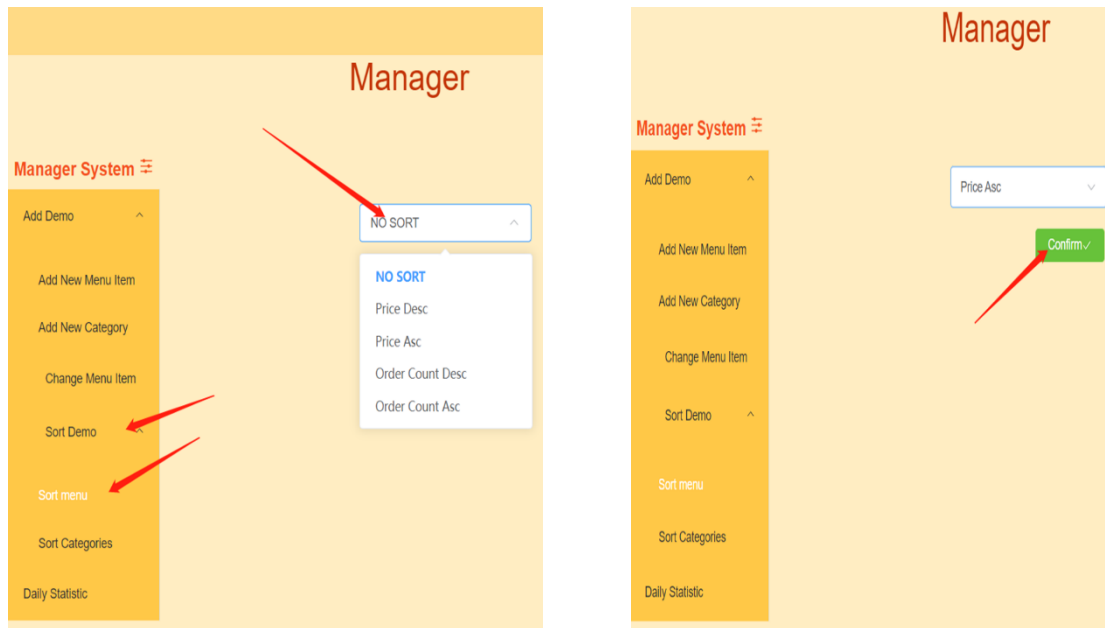 Manager
Manager System
Add Demo
Add New Menu Item
Add New Category
Change Menu Item
Sort Demo
Sort menu
Sort Categories
Daily Statistic
NO SORT
NO SORT
Price Desc
Price Asc
Order Count Desc
Order Count Asc
Manager
Manager System
Add Demo
Add New Menu Item
Add New Category
Change Menu Item
Sort Demo
Sort menu
Sort Categories
Daily Statistic
Price Asc
Confirm✓